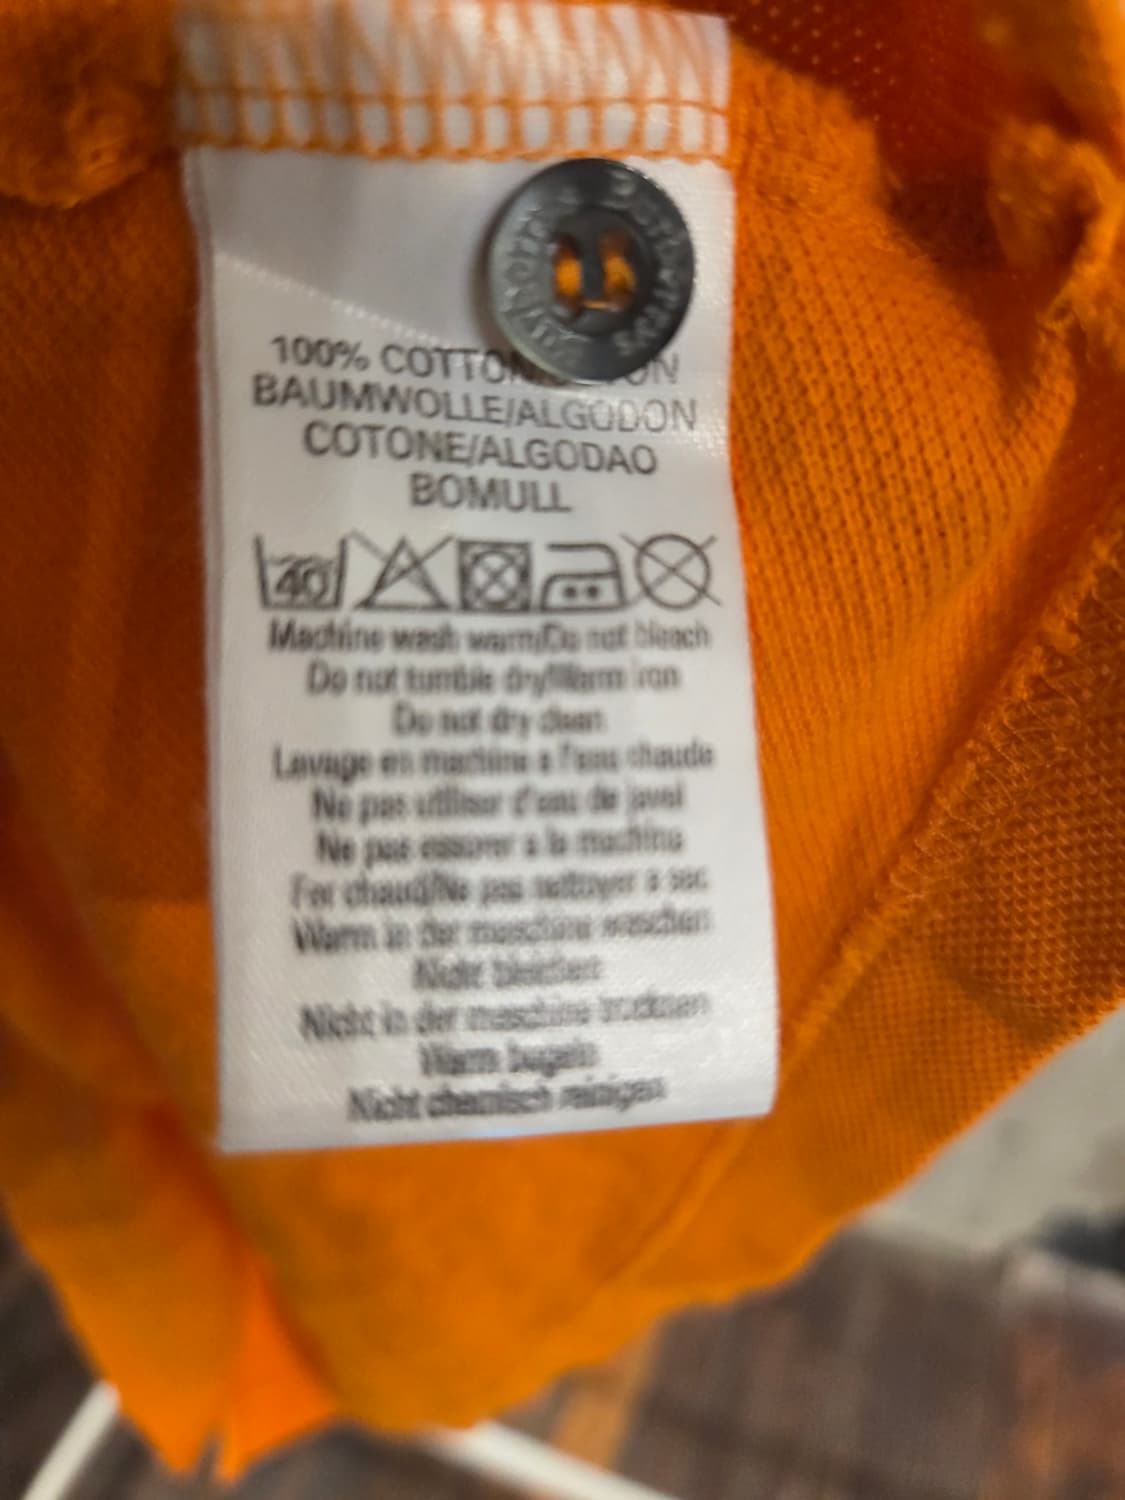 Barbour
100% COTTON
BAUMWOLLE/ALGODON
COTONE/ALGODAO
BOMULL
40
Machine wash warm/Do not bleach
Do not tumble dry/Warm iron
Do not dry clean
Lavage en machine a l'eau chaude
Ne pas utiliser d'eau de javel
Ne pas essorer a la machine
Fer chaud/Ne pas nettoyer a sec
Warm in der maschine waschen
Nicht bleichen
Nicht in der maschine trocknen
Warm bugeln
Nicht chemisch reinigen